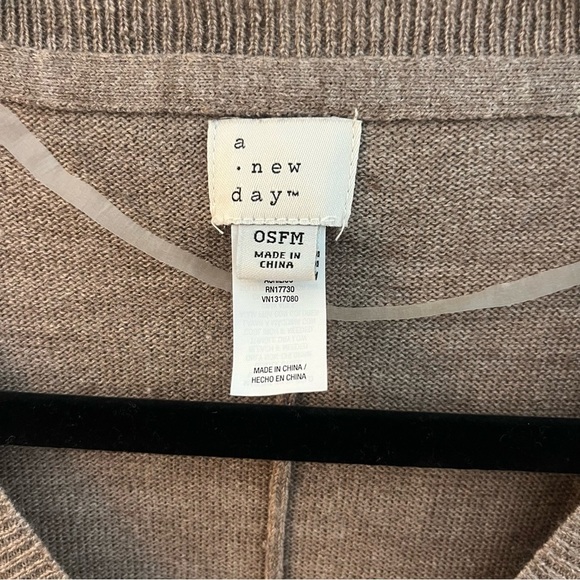 a
· new
day™
OSFM
MADE IN
CHINA
RN17730
VN1317080
MADE IN CHINA /
HECHO EN CHINA